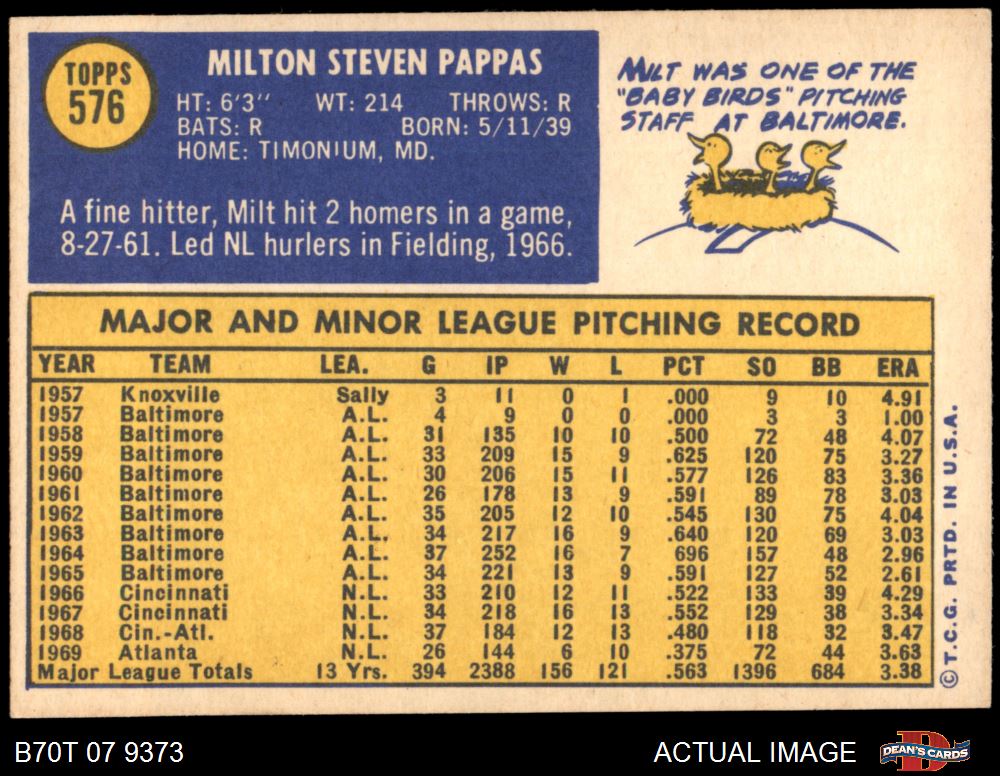 TOPPS
576
MILTON STEVEN PAPPAS
HT: 6'3" WT: 214 THROWS: R
BATS: R BORN: 5/11/39
HOME: TIMONIUM, MD.
A fine hitter, Milt hit 2 homers in a game,
8-27-61. Led NL hurlers in Fielding, 1966.
MILT WAS ONE OF THE
"BABY BIRDS" PITCHING
STAFF AT BALTIMORE.
MAJOR AND MINOR LEAGUE PITCHING RECORD
YEAR TEAM LEA. G IP W L PCT SO BB ERA
1957 Knoxville Sally 3 11 0 1 .000 9 10 4.91
1957 Baltimore A.L. 4 9 0 0 .000 3 3 1.00
1958 Baltimore A.L. 31 135 10 10 .500 72 48 4.07
1959 Baltimore A.L. 33 209 15 9 .625 120 75 3.27
1960 Baltimore A.L. 30 206 15 11 .577 126 83 3.36
1961 Baltimore A.L. 26 178 13 9 .591 89 78 3.03
1962 Baltimore A.L. 35 205 12 10 .545 130 75 4.04
1963 Baltimore A.L. 34 217 16 9 .640 120 69 3.03
1964 Baltimore A.L. 37 252 16 7 696 157 48 2.96
1965 Baltimore A.L. 34 221 13 9 .591 127 52 2.61
1966 Cincinnati N.L. 33 210 12 11 .522 133 39 4.29
1967 Cincinnati N.L. 34 218 16 13 .552 129 38 3.34
1968 Cin.-Atl. N.L. 37 184 12 13 .480 118 32 3.47
1969 Atlanta N.L. 26 144 6 10 .375 72 44 3.63
Major League Totals 13 Yrs. 394 2388 156 121 .563 1396 684 3.38
© T.C.G. PRTD. IN U.S.A.
B70T 07 9373 ACTUAL IMAGE DEAN'S CARDS